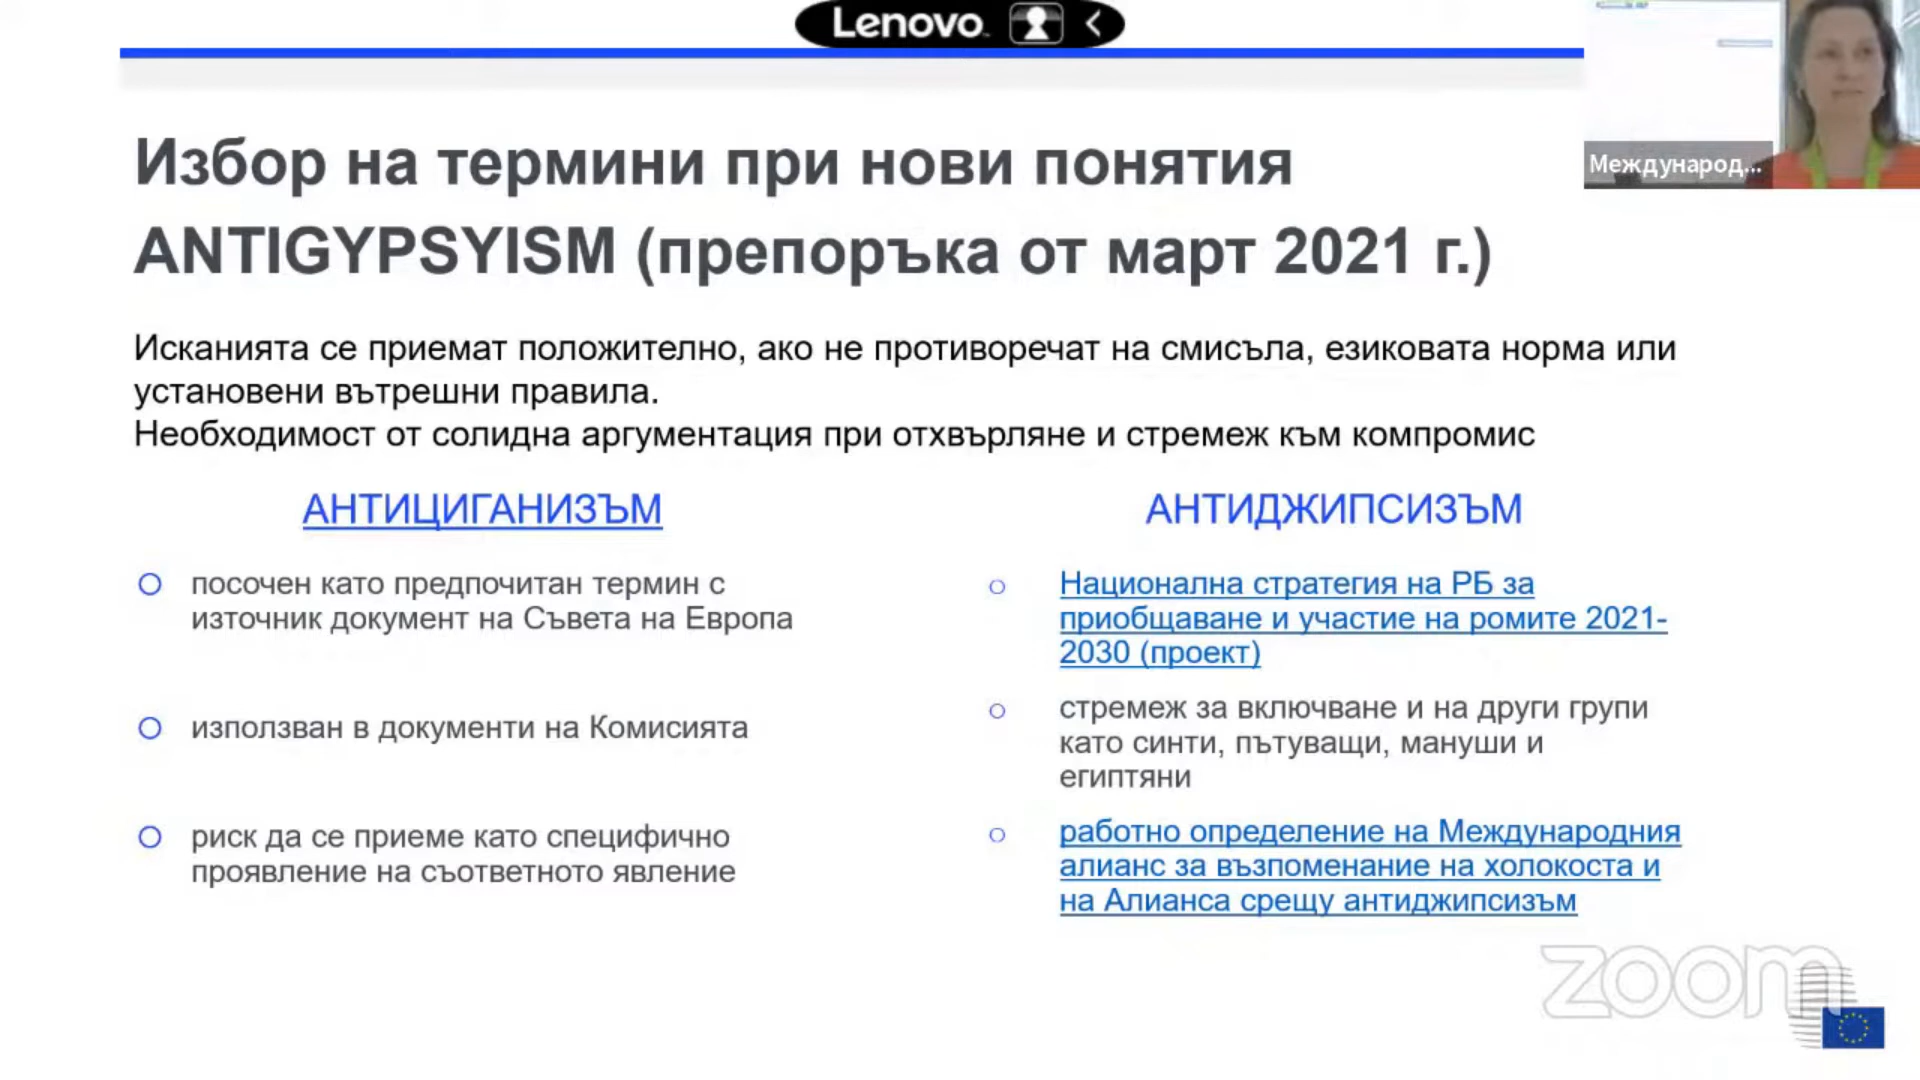 Lenovo
Международ...
Избор на термини при нови понятия
ANTIGYPSYISM (препоръка от март 2021 г.)
Исканията се приемат положително, ако не противоречат на смисъла, езиковата норма или
установени вътрешни правила.
Необходимост от солидна аргументация при отхвърляне и стремеж към компромис
АНТИЦИГАНИЗЪМ
посочен като предпочитан термин с
източник документ на Съвета на Европа
използван в документи на Комисията
риск да се приеме като специфично
проявление на съответното явление
АНТИДЖИПСИЗЪМ
Национална стратегия на РБ за
приобщаване и участие на ромите 2021-
2030 (проект)
стремеж за включване и на други групи
като синти, пътуващи, мануши и
египтяни
работно определение на Международния
алианс за възпоменание на холокоста и
на Алианса срещу антиджипсизъм
zoom